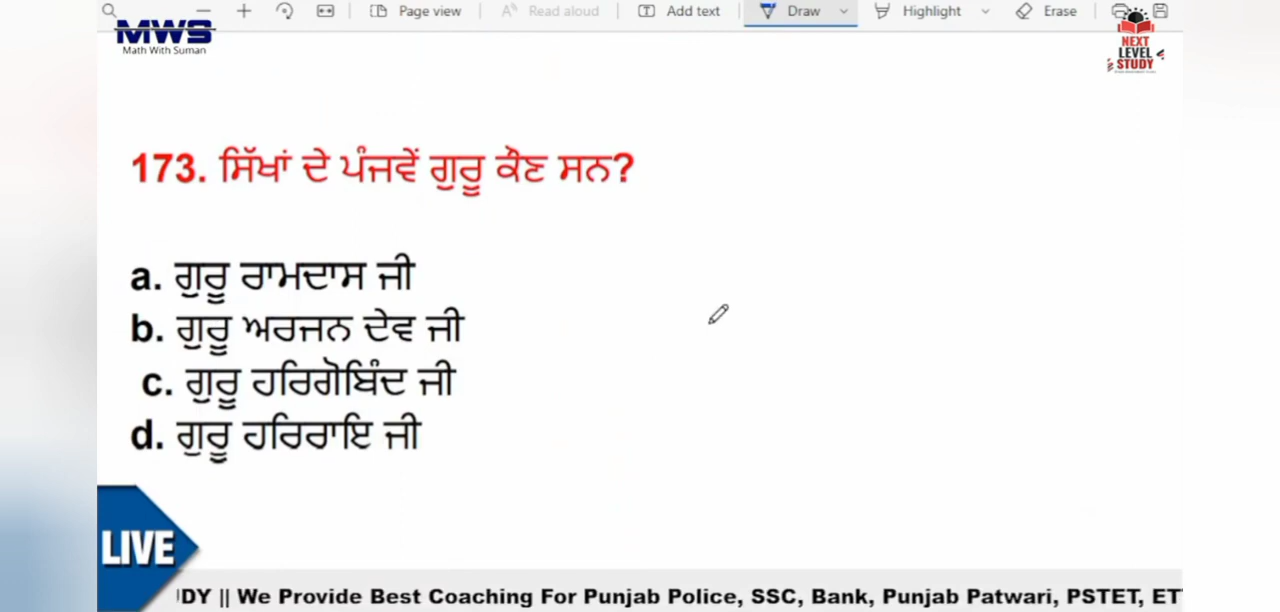 Page view
Read aloud
Add text
Draw
Highlight
Erase
MWS
Math With Suman
NEXT
LEVEL
STUDY
173. ਸਿੱਖਾਂ ਦੇ ਪੰਜਵੇਂ ਗੁਰੂ ਕੌਣ ਸਨ?
a. ਗੁਰੂ ਰਾਮਦਾਸ ਜੀ
b. ਗੁਰੂ ਅਰਜਨ ਦੇਵ ਜੀ
c. ਗੁਰੂ ਹਰਿਗੋਬਿੰਦ ਜੀ
d. ਗੁਰੂ ਹਰਿਰਾਇ ਜੀ
LIVE
DY || We Provide Best Coaching For Punjab Police, SSC, Bank, Punjab Patwari, PSTET, ET